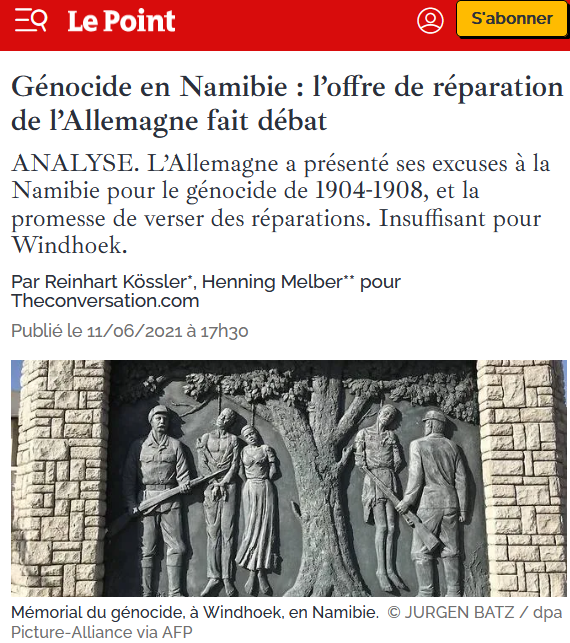 Le Point
S'abonner
Génocide en Namibie : l’offre de réparation
de l’Allemagne fait débat
ANALYSE. L’Allemagne a présenté ses excuses à la
Namibie pour le génocide de 1904-1908, et la
promesse de verser des réparations. Insuffisant pour
Windhoek.
Par Reinhart Kössler*, Henning Melber** pour
Theconversation.com
Publié le 11/06/2021 à 17h30
Mémorial du génocide, à Windhoek, en Namibie. © JURGEN BATZ / dpa
Picture-Alliance via AFP